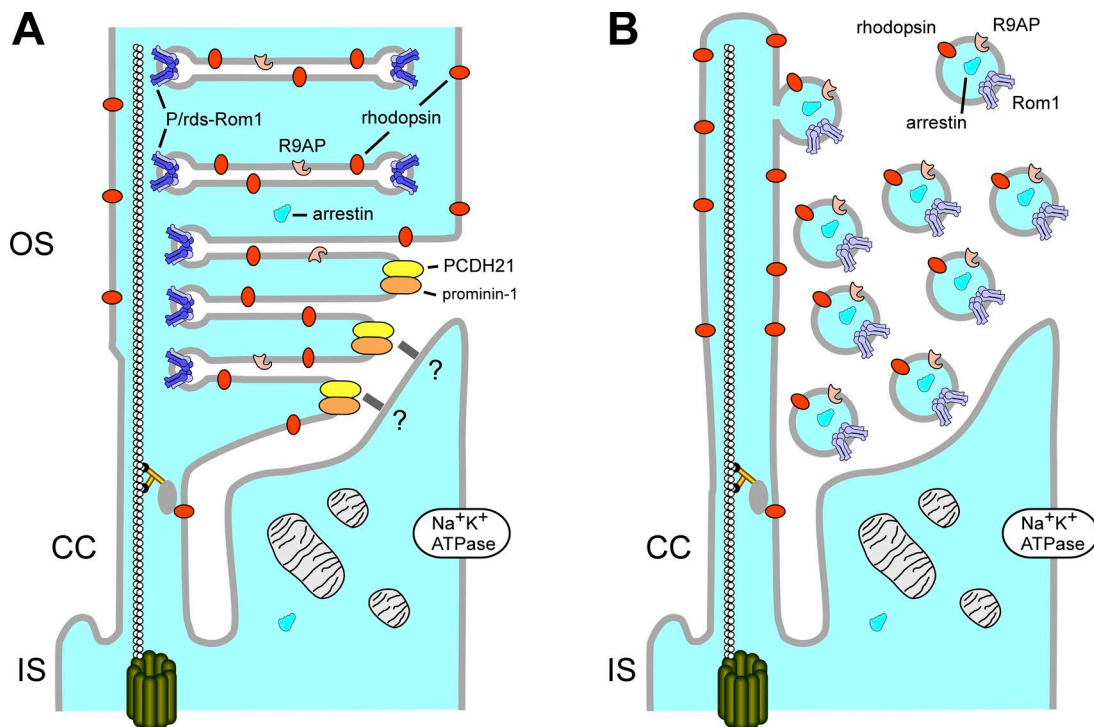 A
P/rds-Rom1
rhodopsin
R9AP
arrestin
OS
PCDH21
prominin-1
?
?
CC
Na+K+
ATPase
IS
B
rhodopsin
R9AP
Rom1
arrestin
CC
Na+K+
ATPase
IS